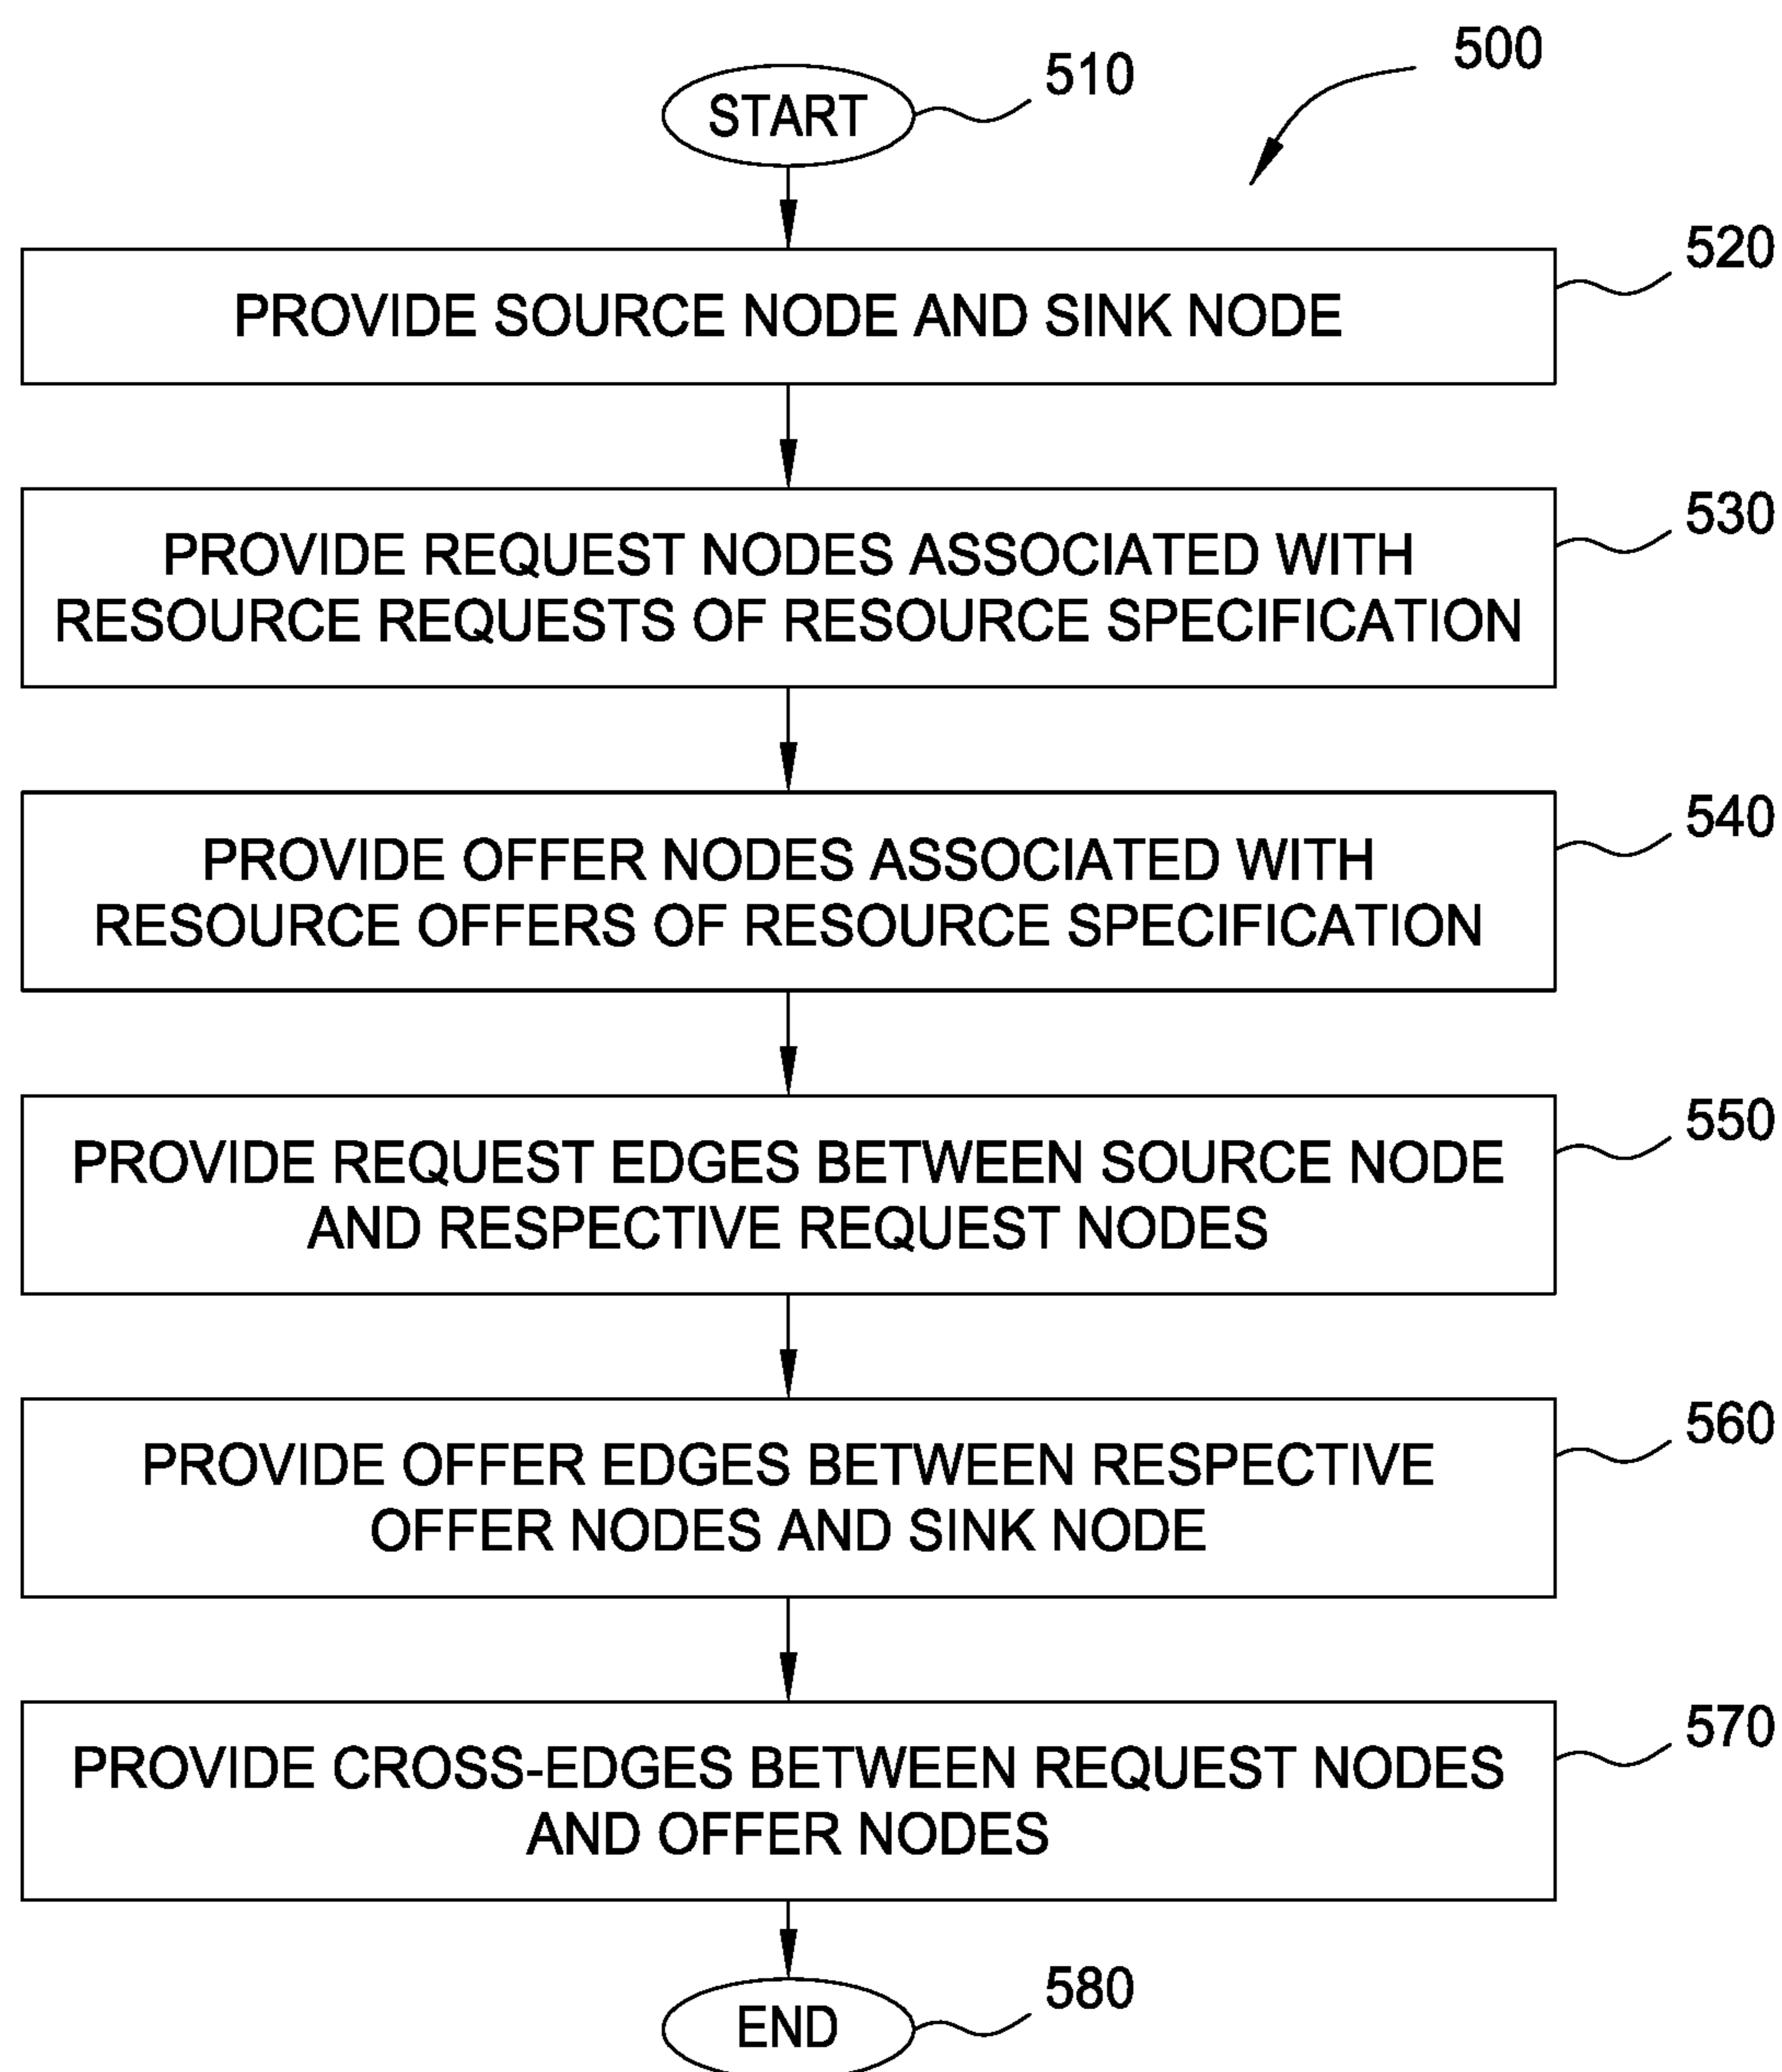 500
START
510
PROVIDE SOURCE NODE AND SINK NODE
520
PROVIDE REQUEST NODES ASSOCIATED WITH
RESOURCE REQUESTS OF RESOURCE SPECIFICATION
530
PROVIDE OFFER NODES ASSOCIATED WITH
RESOURCE OFFERS OF RESOURCE SPECIFICATION
540
PROVIDE REQUEST EDGES BETWEEN SOURCE NODE
AND RESPECTIVE REQUEST NODES
550
PROVIDE OFFER EDGES BETWEEN RESPECTIVE
OFFER NODES AND SINK NODE
560
PROVIDE CROSS-EDGES BETWEEN REQUEST NODES
AND OFFER NODES
570
END
580